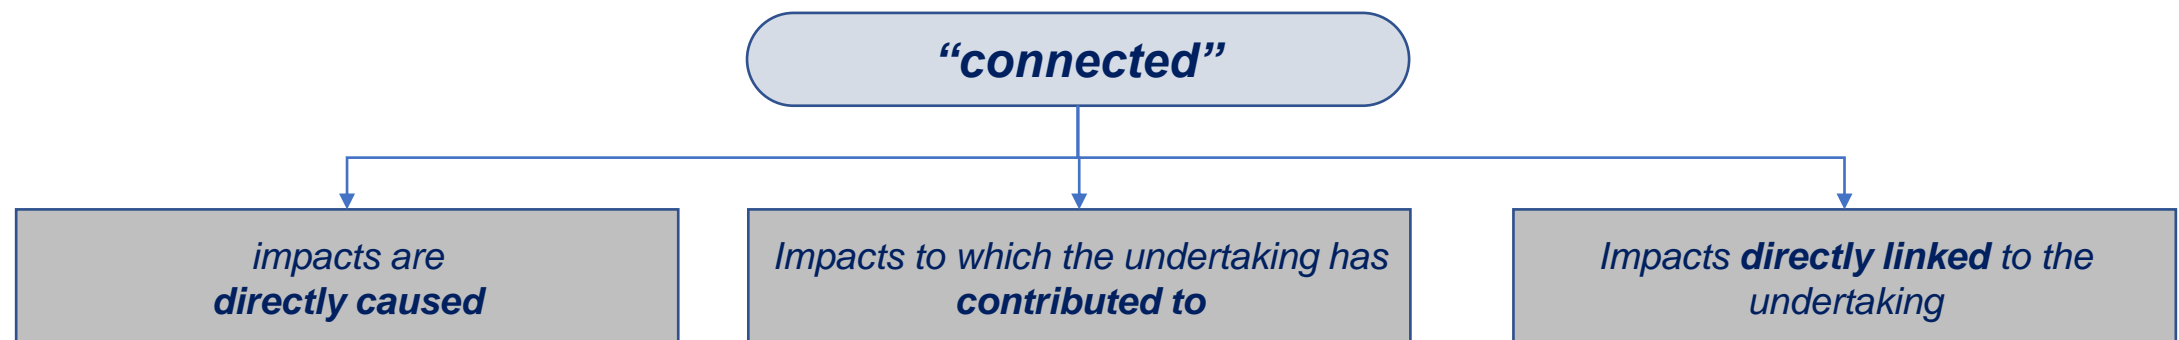 “connected”
impacts are
directly caused
Impacts to which the undertaking has
contributed to
Impacts directly linked to the
undertaking